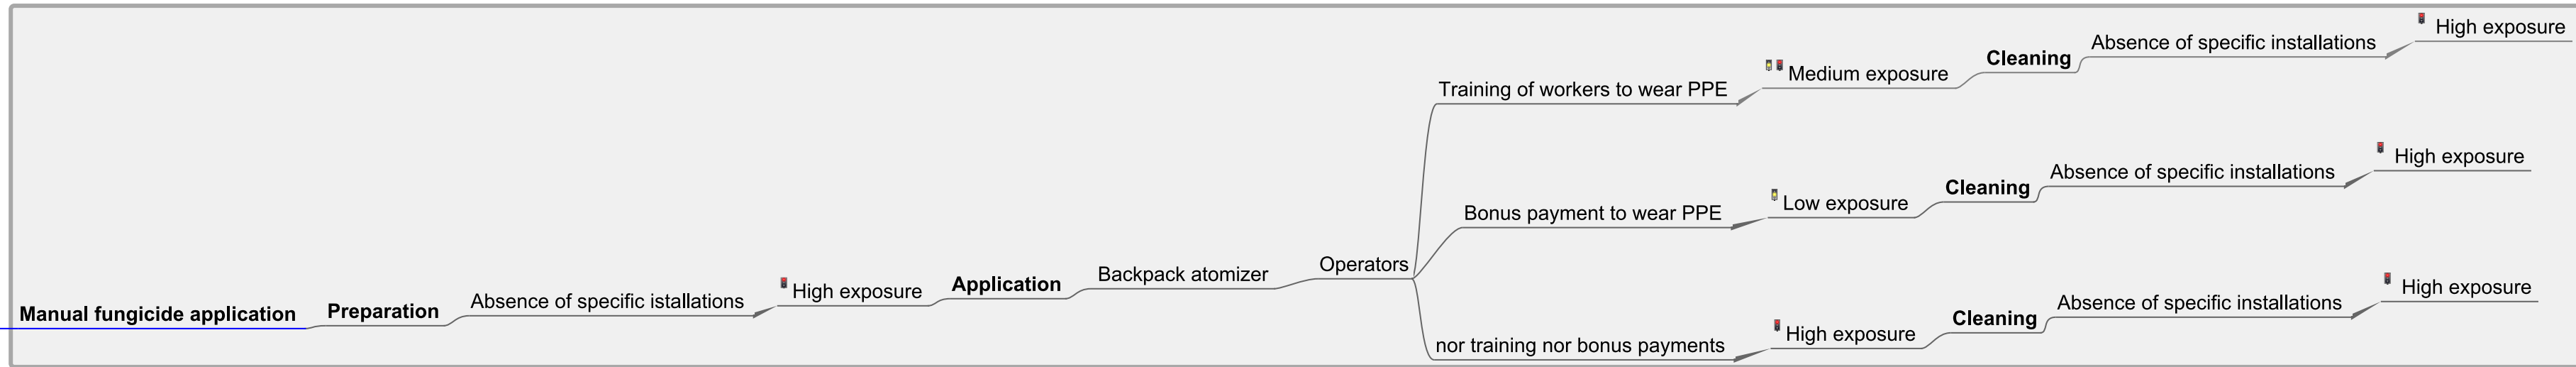 Manual fungicide application
Preparation
Absence of specific istallations
High exposure
Application
Backpack atomizer
Operators
Training of workers to wear PPE
Medium exposure
Cleaning
Absence of specific installations
High exposure
Bonus payment to wear PPE
Low exposure
Cleaning
Absence of specific installations
High exposure
nor training nor bonus payments
High exposure
Cleaning
Absence of specific installations
High exposure